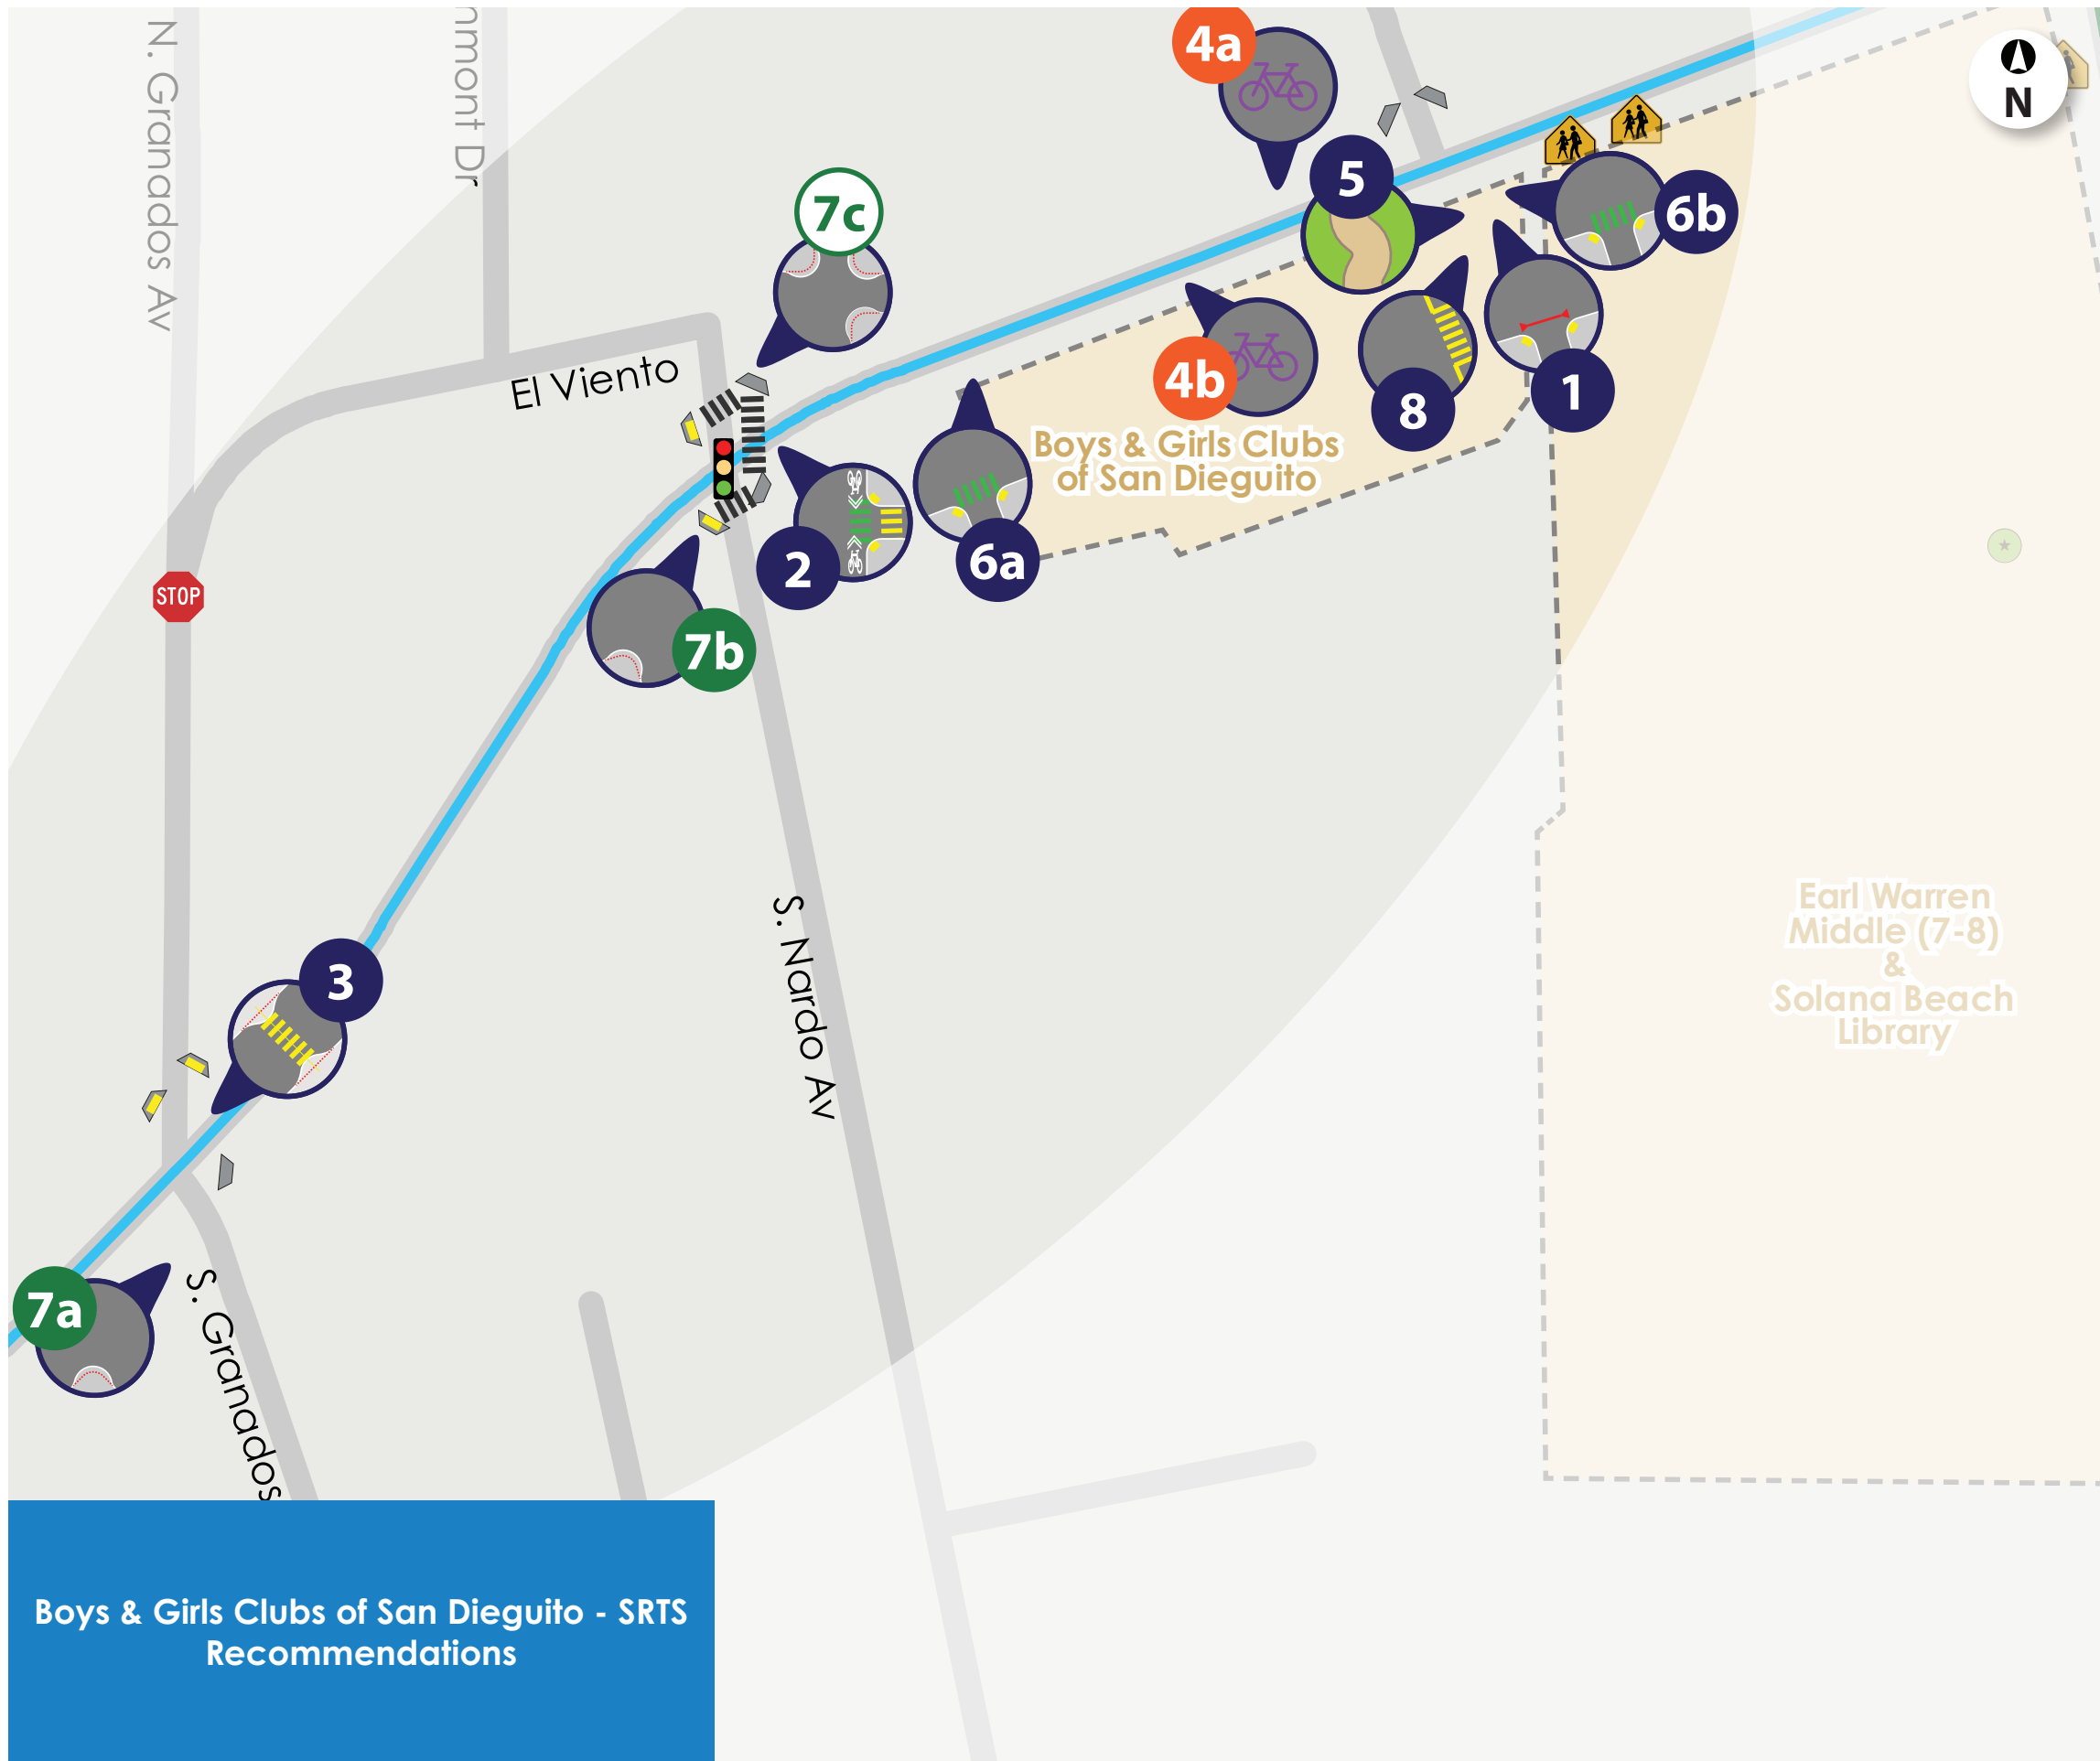 N. Granados Av
mmont Dr
4a
N
5
6b
7c
El Viento
4b
8
1
Boys & Girls Clubs
of San Dieguito
2
6a
STOP
7b
S. Nardo Av
Earl Warren
Middle (7-8)
&
Solana Beach
Library
3
7a
S. Granados
Boys & Girls Clubs of San Dieguito - SRTS
Recommendations